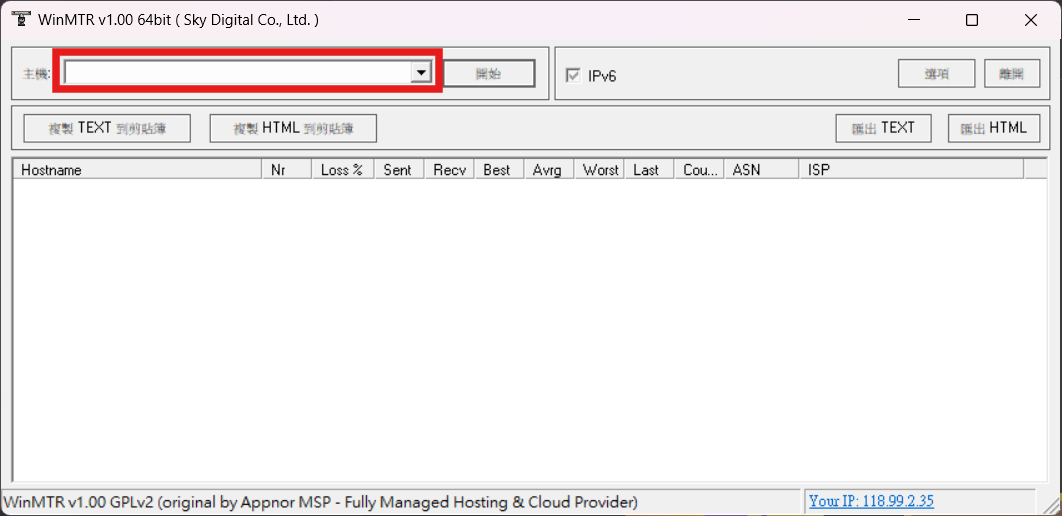 WinMTR v1.00 64bit ( Sky Digital Co., Ltd. )
主機: 開始 IPv6 選項 離開
複製 TEXT 到剪貼簿 複製 HTML 到剪貼簿 匯出 TEXT 匯出 HTML
Hostname Nr Loss % Sent Recv Best Avrg Worst Last Cou... ASN ISP
WinMTR v1.00 GPLv2 (original by Appnor MSP - Fully Managed Hosting & Cloud Provider) Your IP: 118.99.2.35